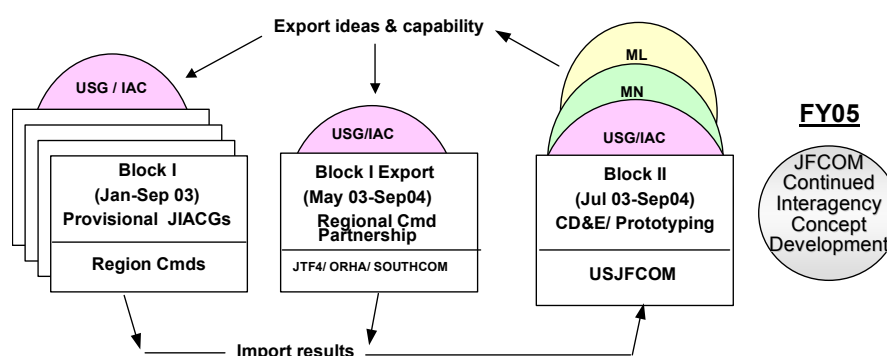 Export ideas & capability
USG / IAC
Block I
(Jan-Sep 03)
Provisional JIACGs
Region Cmds
USG/IAC
Block I Export
(May 03-Sep04)
Regional Cmd
Partnership
JTF4/ ORHA/ SOUTHCOM
ML
MN
USG/IAC
Block II
(Jul 03-Sep04)
CD&E/ Prototyping
USJFCOM
FY05
JFCOM
Continued
Interagency
Concept
Development
Import results